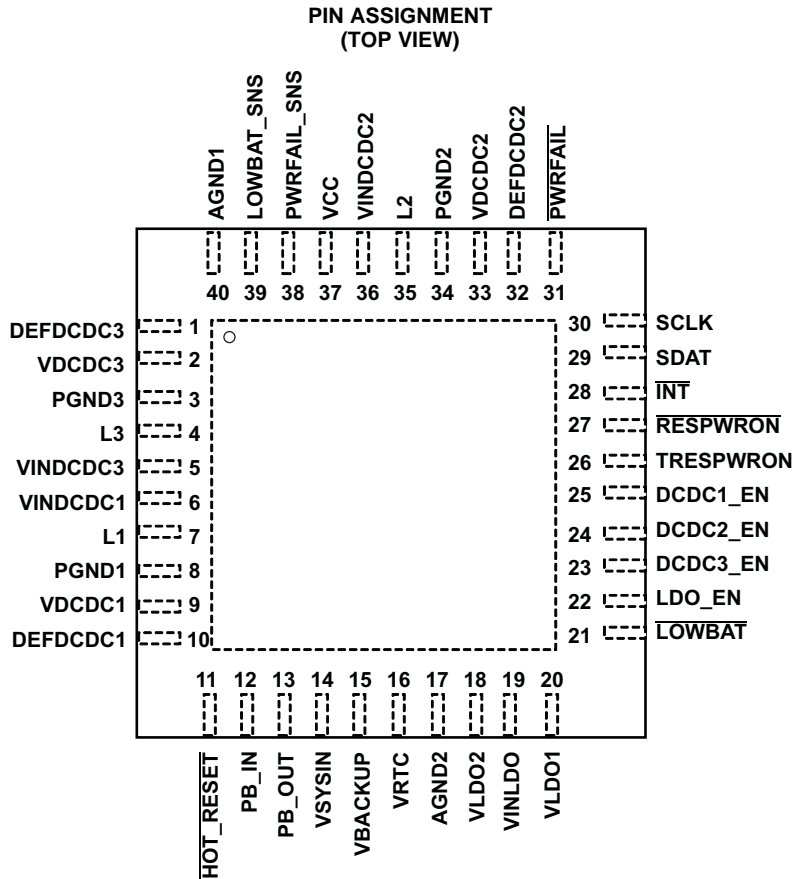 PIN ASSIGNMENT
(TOP VIEW)
AGND1
LOWBAT_SNS
PWRFAIL_SNS
VCC
VINDCDC2
L2
PGND2
VDCDC2
DEFDCDC2
PWRFAIL
40 39 38 37 36 35 34 33 32 31
DEFDCDC3 1
VDCDC3 2
PGND3 3
L3 4
VINDCDC3 5
VINDCDC1 6
L1 7
PGND1 8
VDCDC1 9
DEFDCDC1 10
30 SCLK
29 SDAT
28 INT
27 RESPWRON
26 TRESPWRON
25 DCDC1_EN
24 DCDC2_EN
23 DCDC3_EN
22 LDO_EN
21 LOWBAT
11 12 13 14 15 16 17 18 19 20
HOT_RESET
PB_IN
PB_OUT
VSYSIN
VBACKUP
VRTC
AGND2
VLDO2
VINLDO
VLDO1